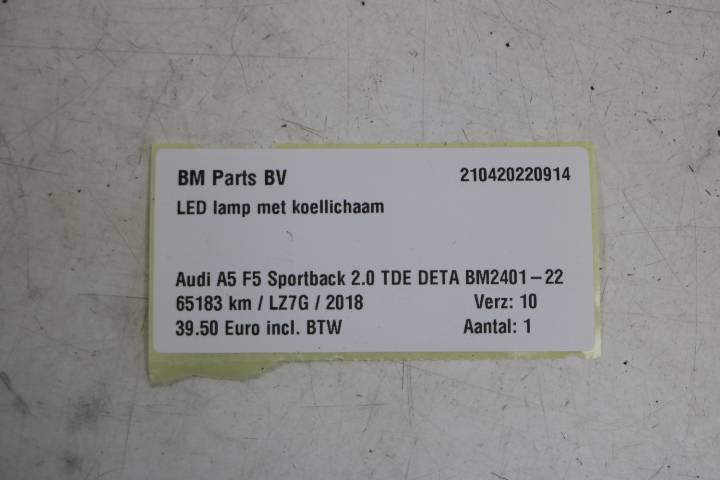 BM Parts BV 210420220914
LED lamp met koellichaam
Audi A5 F5 Sportback 2.0 TDE DETA BM2401-22
65183 km / LZ7G / 2018 Verz: 10
39.50 Euro incl. BTW Aantal: 1